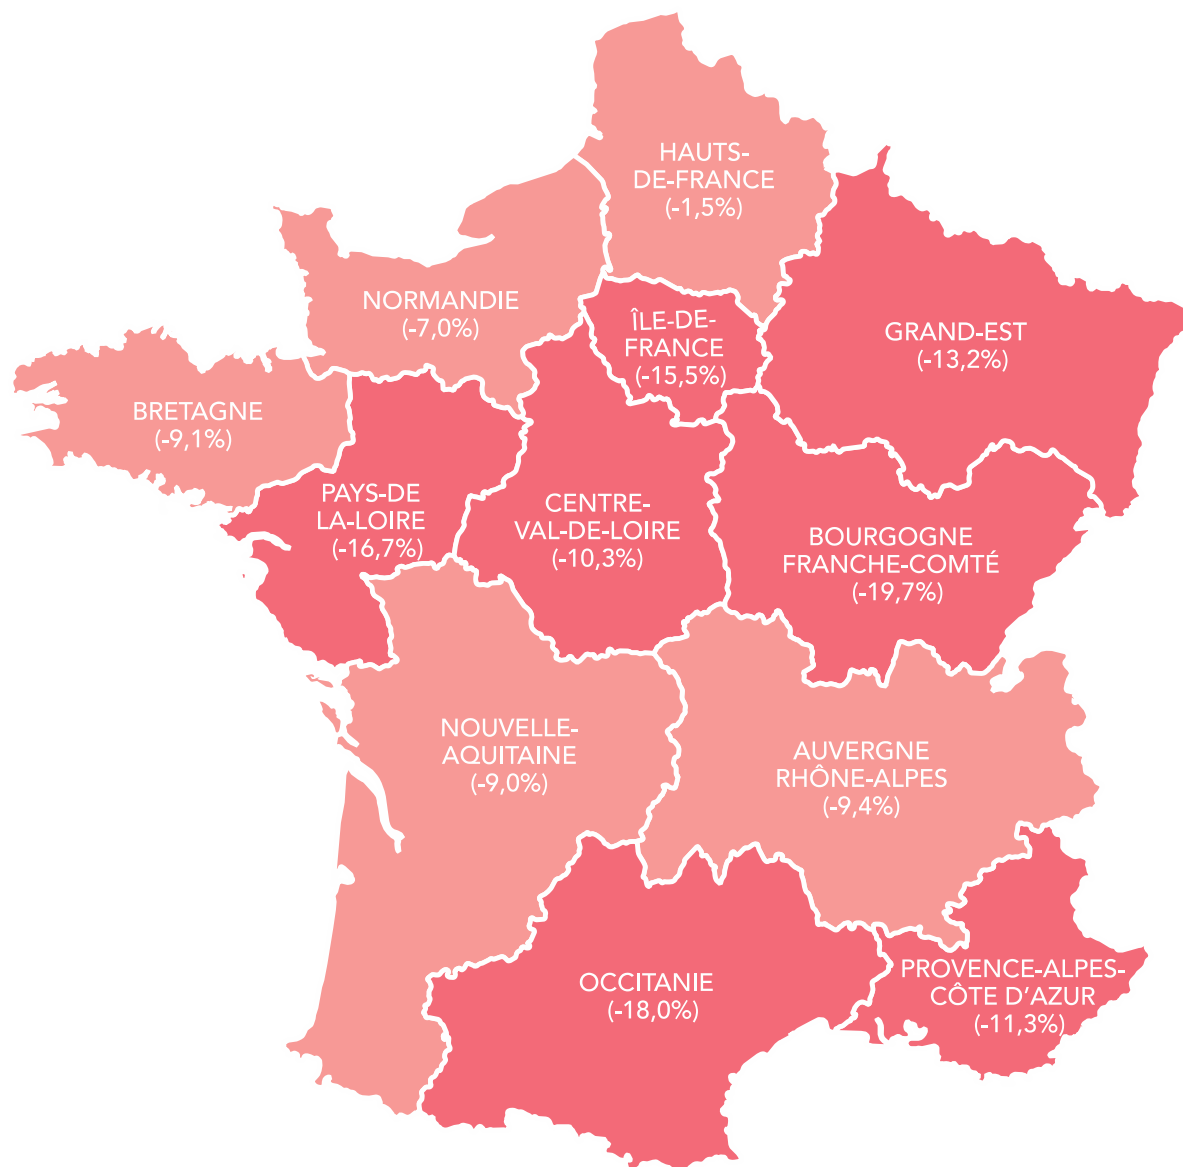 HAUTS-
DE-FRANCE
(-1,5%)
NORMANDIE
(-7,0%)
ÎLE-DE-
FRANCE
(-15,5%)
GRAND-EST
(-13,2%)
BRETAGNE
(-9,1%)
PAYS-DE
LA-LOIRE
(-16,7%)
CENTRE-
VAL-DE-LOIRE
(-10,3%)
BOURGOGNE
FRANCHE-COMTÉ
(-19,7%)
NOUVELLE-
AQUITAINE
(-9,0%)
AUVERGNE
RHÔNE-ALPES
(-9,4%)
OCCITANIE
(-18,0%)
PROVENCE-ALPES-
CÔTE D'AZUR
(-11,3%)